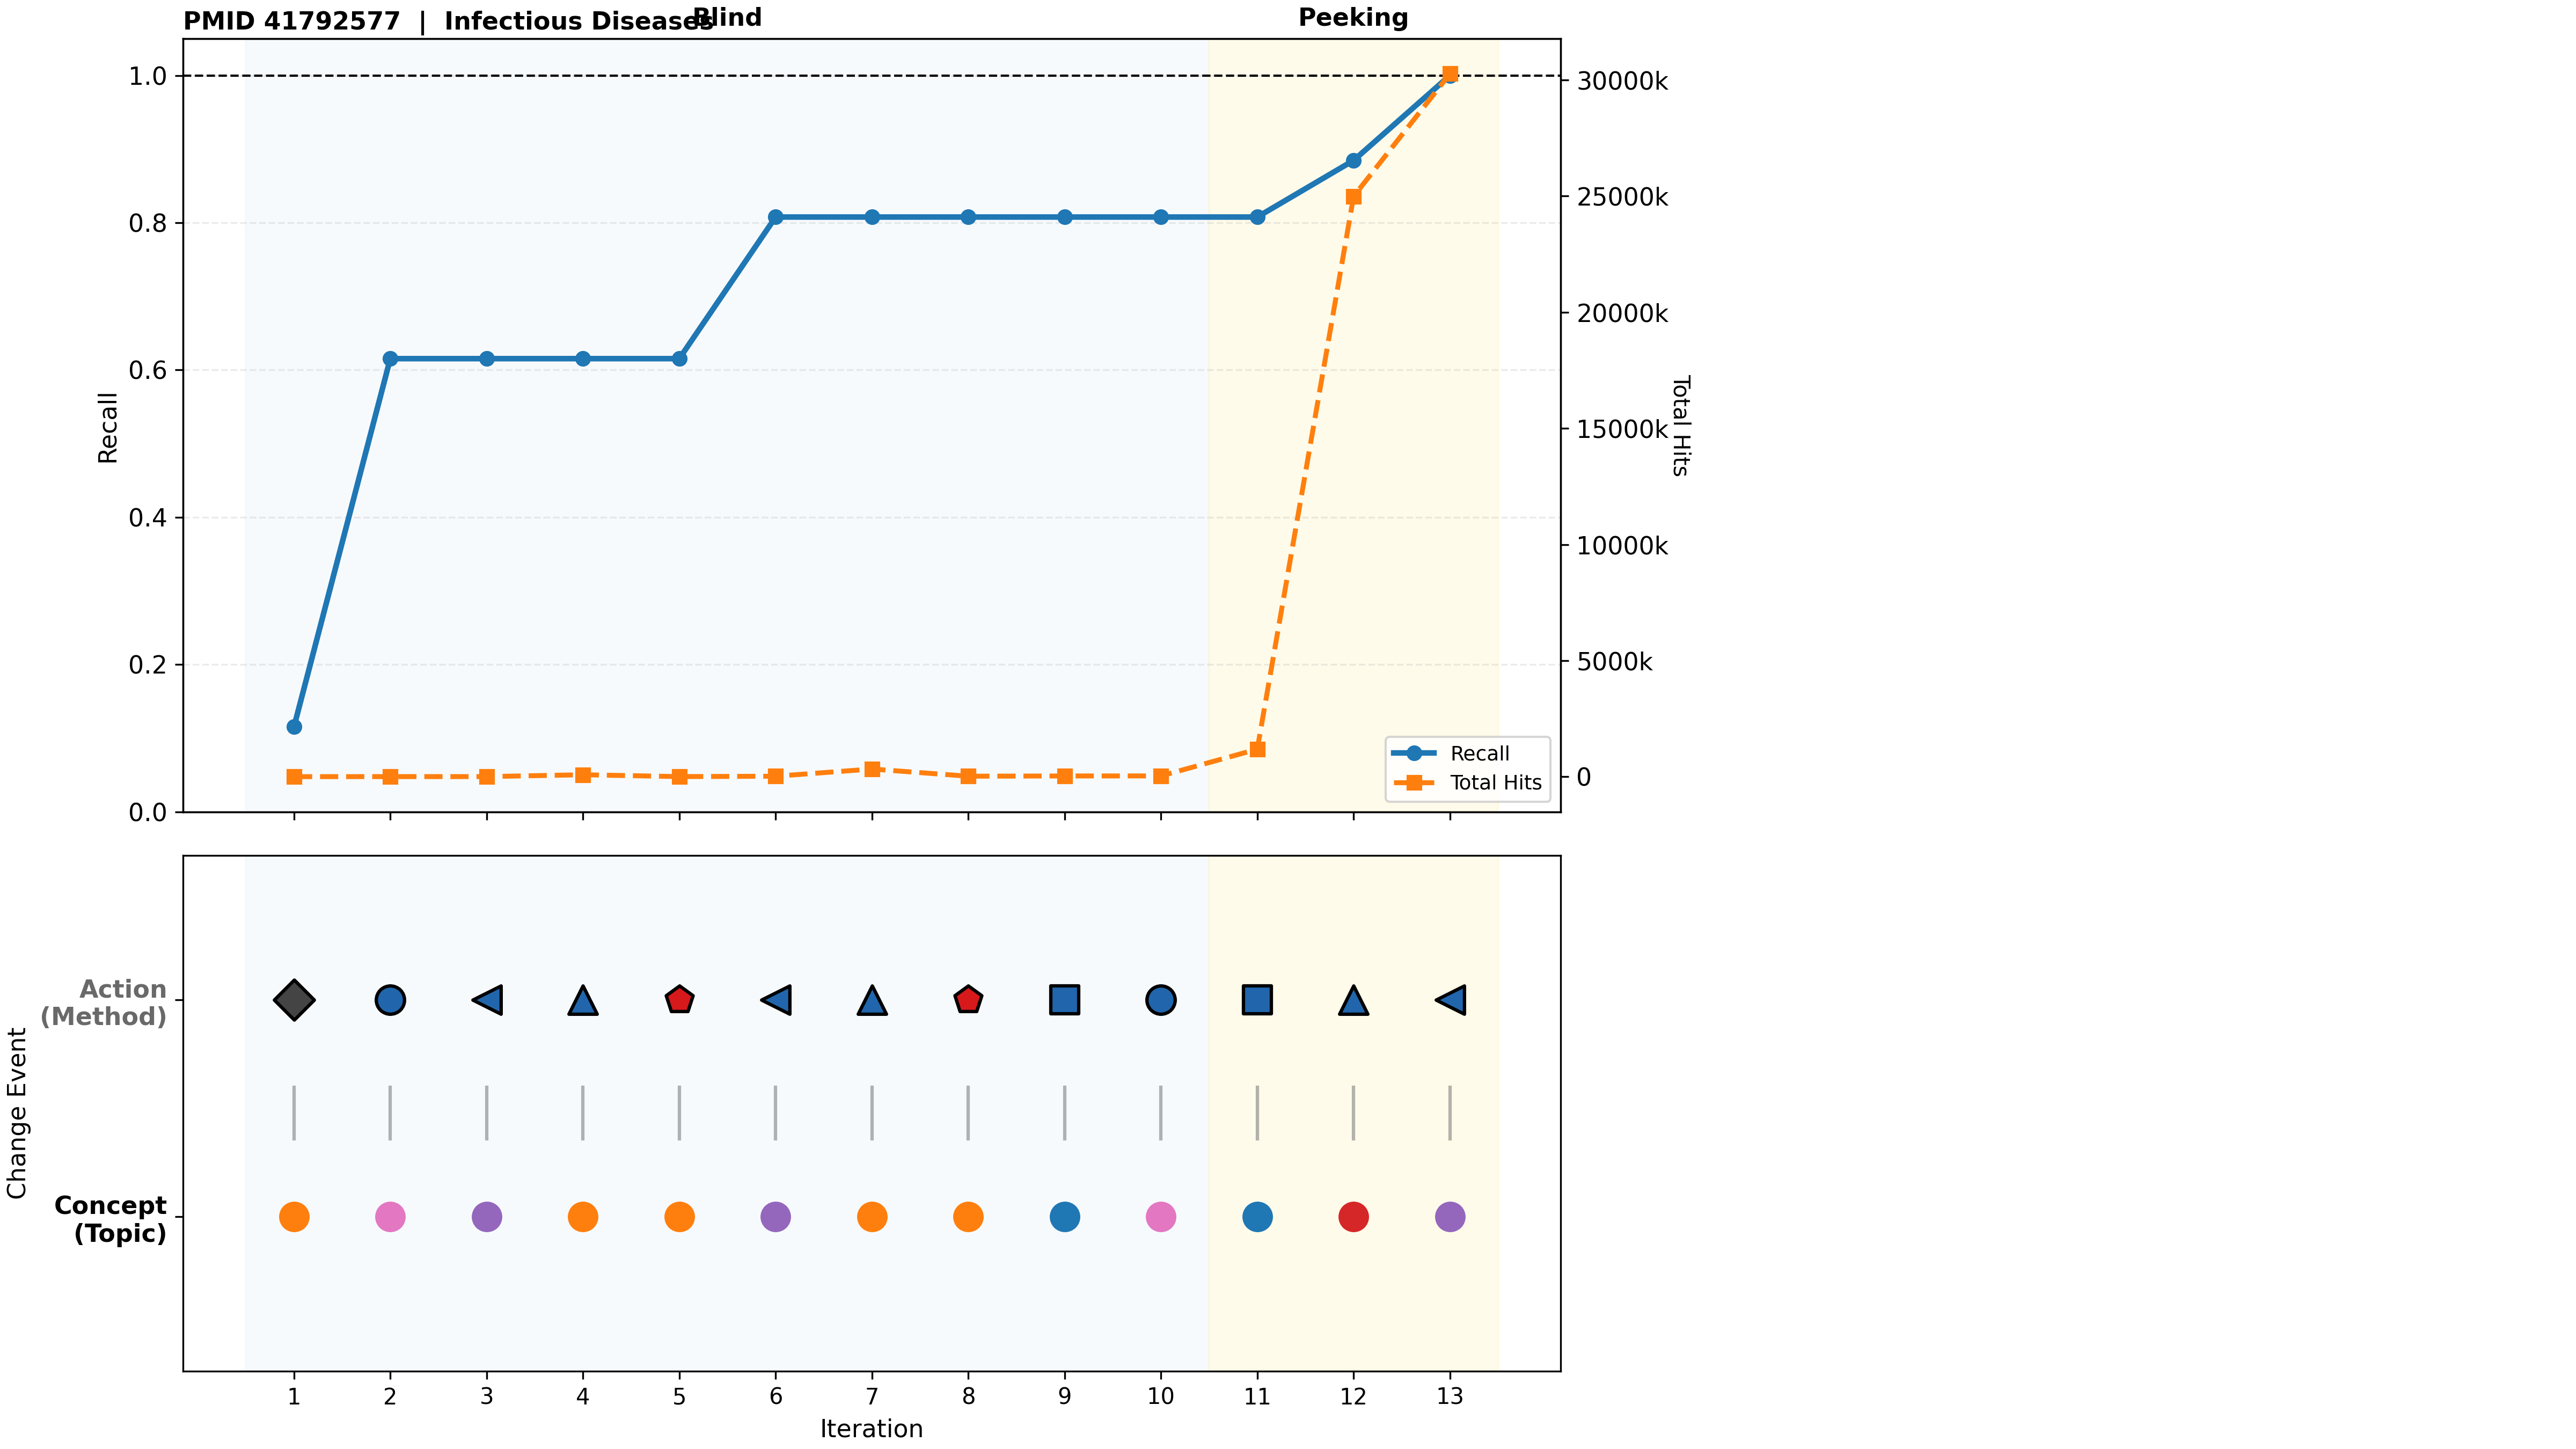 PMID 41792577 | Infectious Diseases
Blind
Peeking
1.0
0.8
0.6
0.4
0.2
0.0
Recall
30000k
25000k
20000k
15000k
10000k
5000k
0
Total Hits
Recall
Total Hits
Action
(Method)
Concept
(Topic)
Change Event
1 2 3 4 5 6 7 8 9 10 11 12 13
Iteration